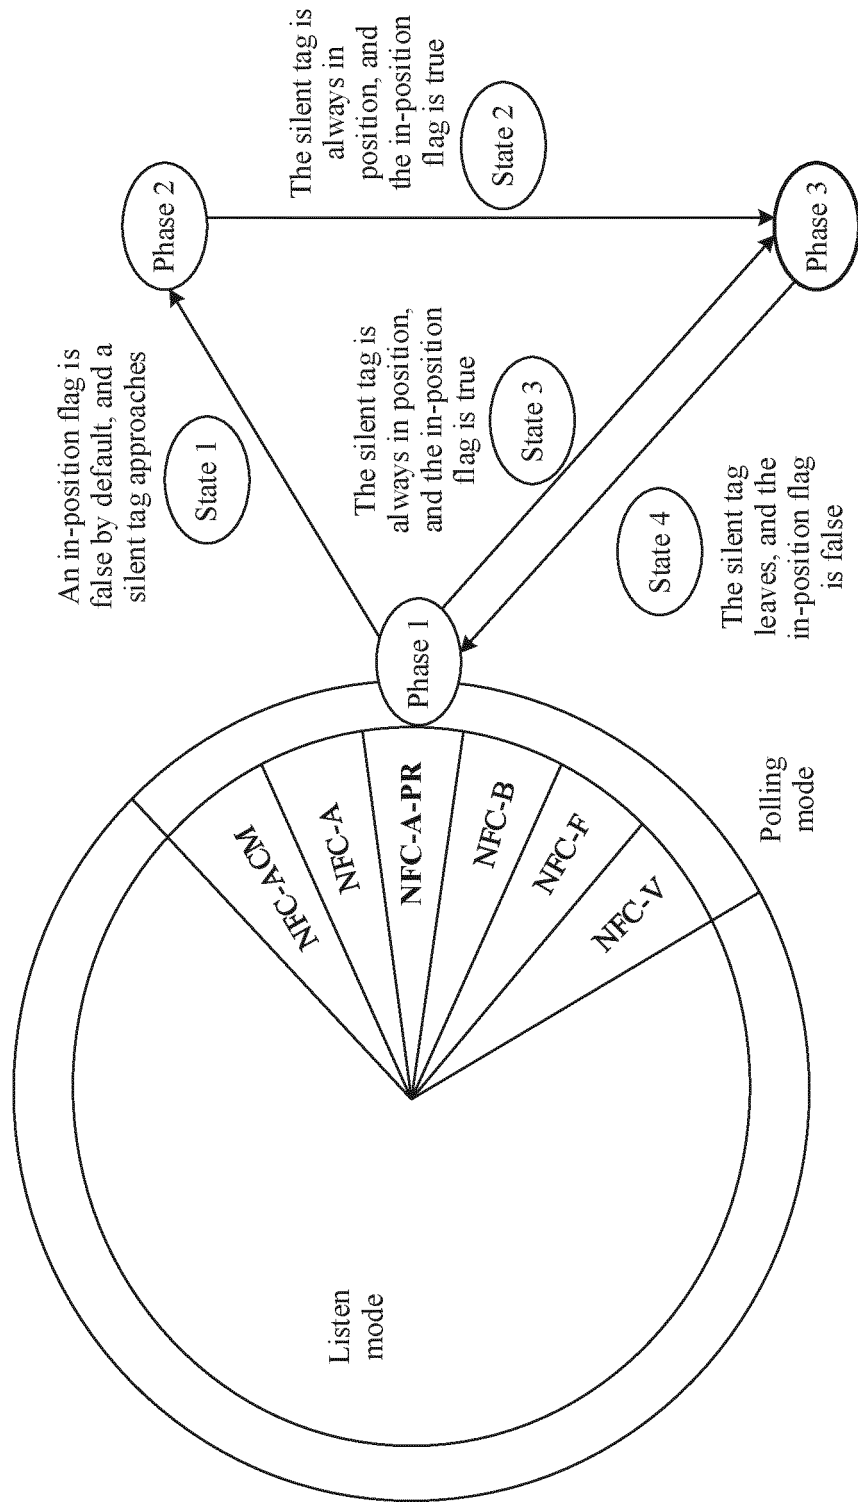 Listen
mode
NFC-ACM
NFC-A
NFC-A-PR
NFC-B
NFC-F
NFC-V
Polling
mode
Phase 1
An in-position flag is
false by default, and a
silent tag approaches
State 1
Phase 2
The silent tag is
always in position,
and the in-position
flag is true
State 3
State 4
The silent tag
leaves, and the
in-position flag
is false
The silent tag is
always in
position, and
the in-position
flag is true
State 2
Phase 3